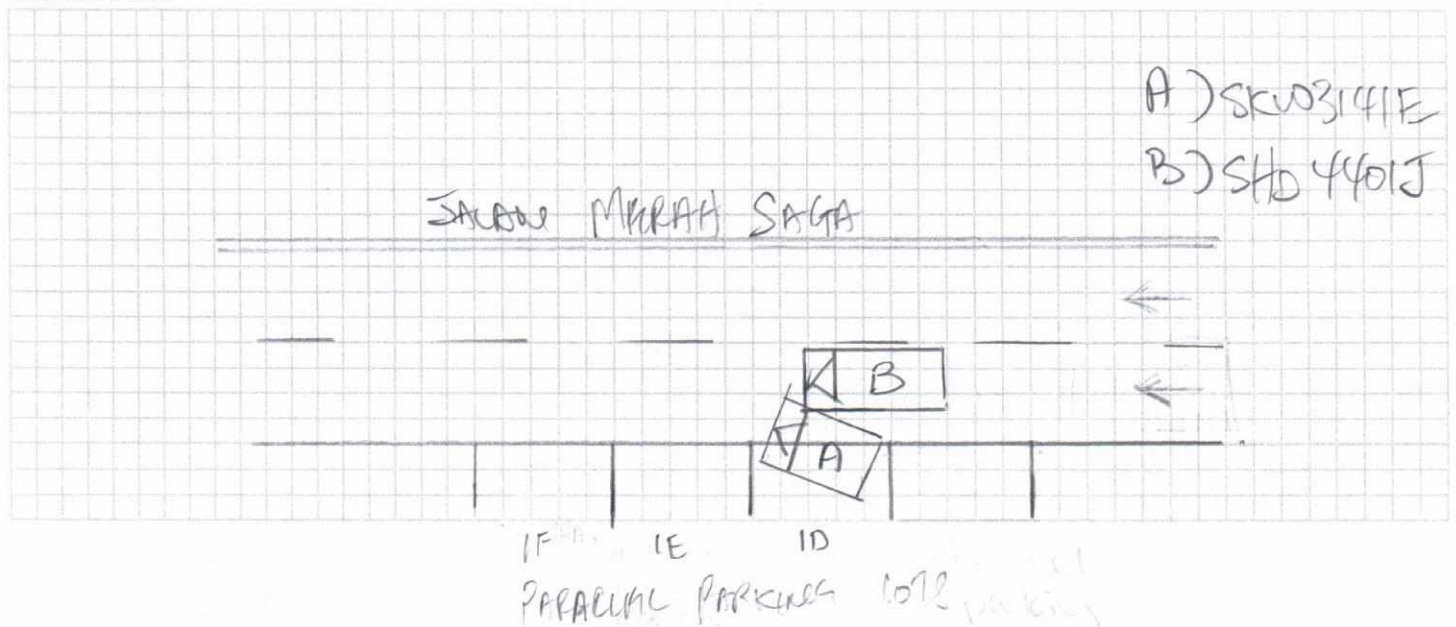 A) SKW3141E
B) SHD 4401J
JALAN MERAH SAGA
B
A
1F 1E 1D
PARALLEL PARKING LOTS